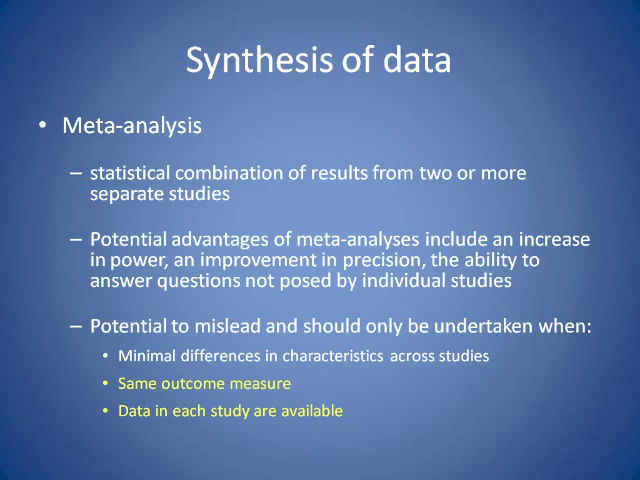 Synthesis of data
• Meta-analysis
– statistical combination of results from two or more
separate studies
– Potential advantages of meta-analyses include an increase
in power, an improvement in precision, the ability to
answer questions not posed by individual studies
– Potential to mislead and should only be undertaken when:
• Minimal differences in characteristics across studies
• Same outcome measure
• Data in each study are available